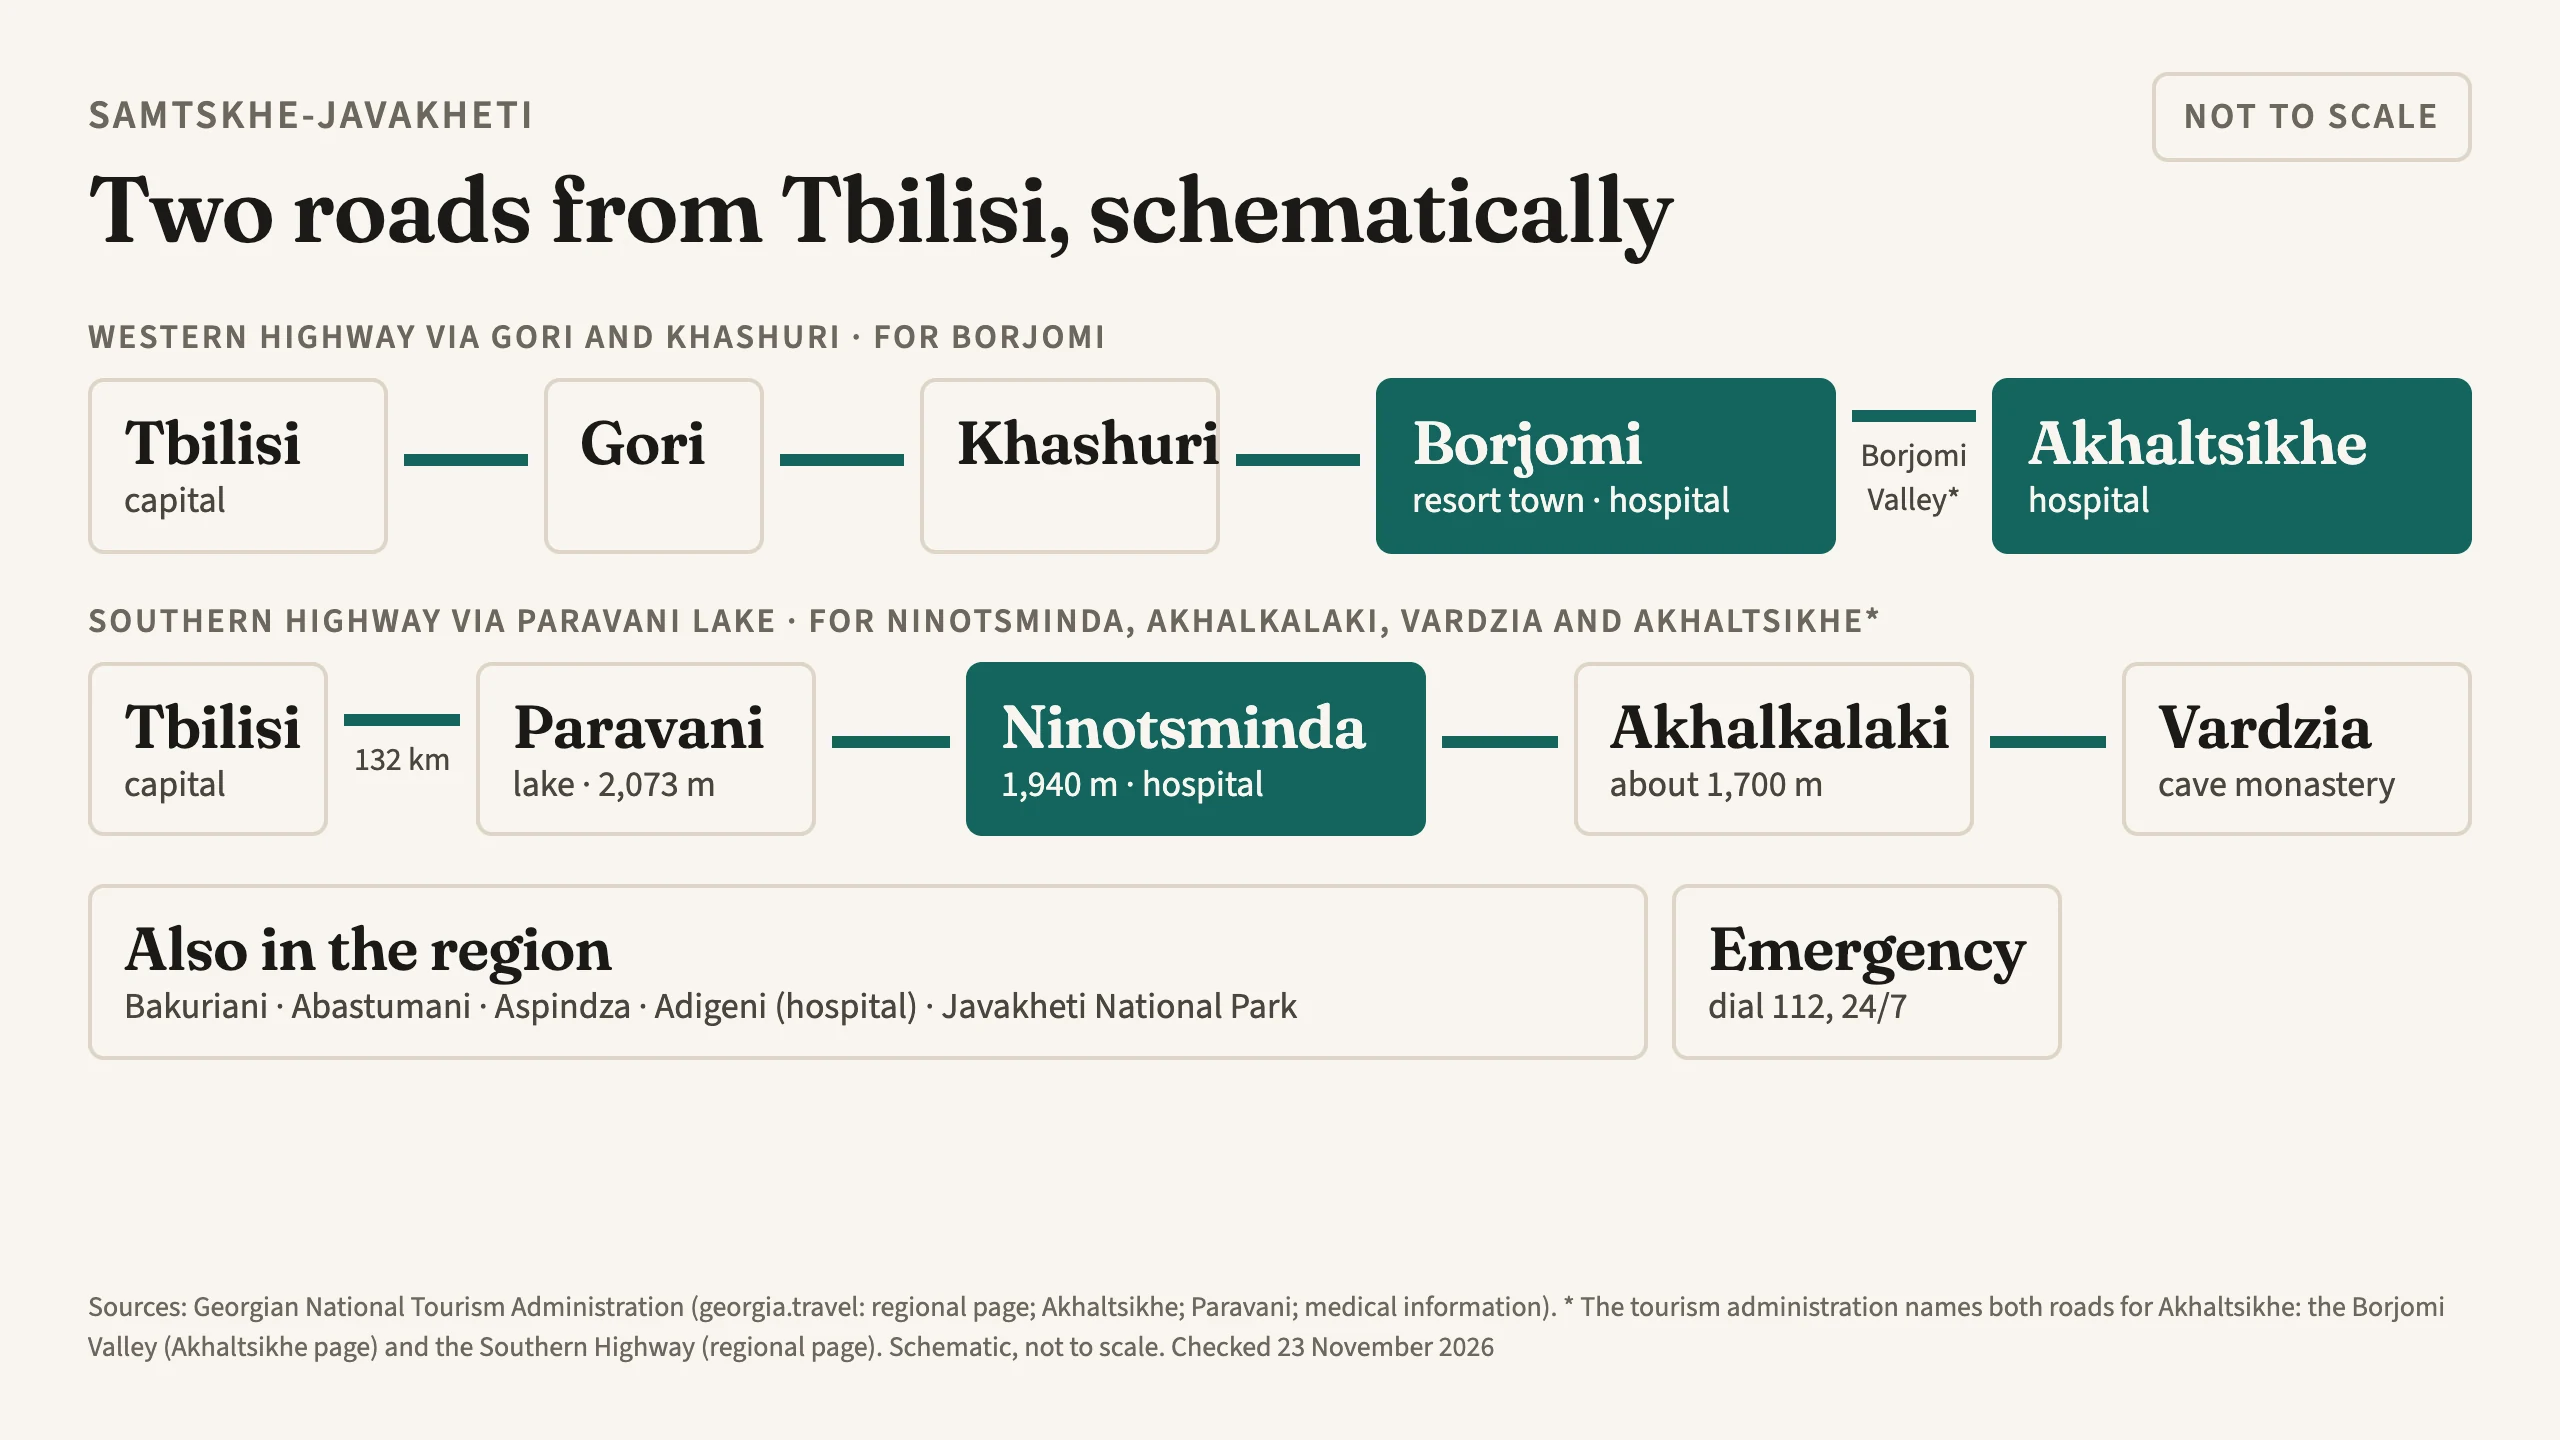 SAMTSKHE-JAVAKHETI
NOT TO SCALE
Two roads from Tbilisi, schematically
WESTERN HIGHWAY VIA GORI AND KHASHURI · FOR BORJOMI
Tbilisi
capital
Gori
Khashuri
Borjomi
resort town · hospital
Borjomi
Valley*
Akhaltsikhe
hospital
SOUTHERN HIGHWAY VIA PARAVANI LAKE · FOR NINOTSMINDA, AKHALKALAKI, VARDZIA AND AKHALTSIKHE*
Tbilisi
capital
132 km
Paravani
lake · 2,073 m
Ninotsminda
1,940 m · hospital
Akhalkalaki
about 1,700 m
Vardzia
cave monastery
Also in the region
Bakuriani · Abastumani · Aspindza · Adigeni (hospital) · Javakheti National Park
Emergency
dial 112, 24/7
Sources: Georgian National Tourism Administration (georgia.travel: regional page; Akhaltsikhe; Paravani; medical information). * The tourism administration names both roads for Akhaltsikhe: the Borjomi
Valley (Akhaltsikhe page) and the Southern Highway (regional page). Schematic, not to scale. Checked 23 November 2026